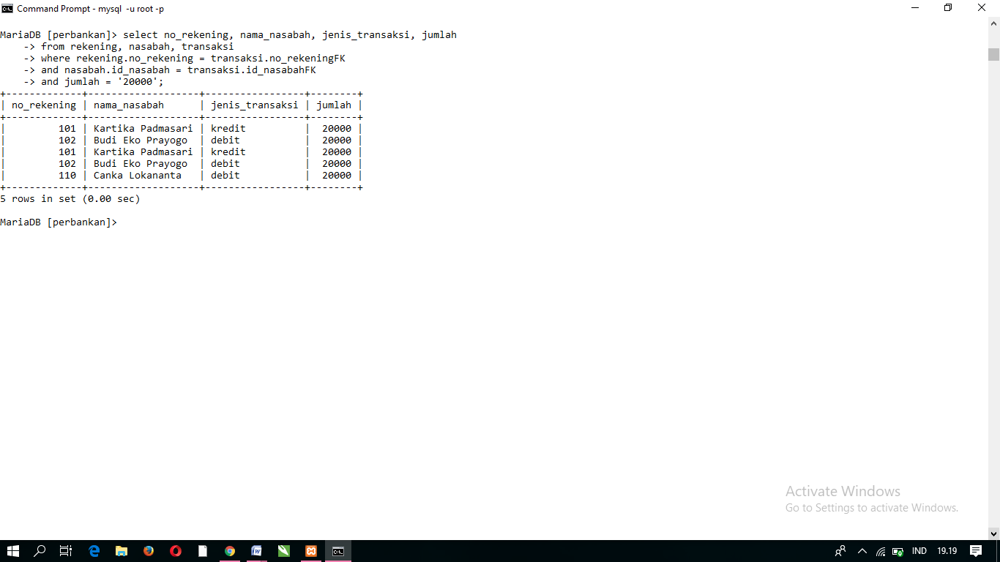 Command Prompt - mysql -u root -p
MariaDB [perbankan]> select no_rekening, nama_nasabah, jenis_transaksi, jumlah
    -> from rekening, nasabah, transaksi
    -> where rekening.no_rekening = transaksi.no_rekeningFK
    -> and nasabah.id_nasabah = transaksi.id_nasabahFK
    -> and jumlah = '20000';
+-------------+-------------------+-----------------+--------+
| no_rekening | nama_nasabah      | jenis_transaksi | jumlah |
+-------------+-------------------+-----------------+--------+
|         101 | Kartika Padmasari | kredit          |  20000 |
|         102 | Budi Eko Prayogo  | debit           |  20000 |
|         101 | Kartika Padmasari | kredit          |  20000 |
|         102 | Budi Eko Prayogo  | debit           |  20000 |
|         110 | Canka Lokananta   | debit           |  20000 |
+-------------+-------------------+-----------------+--------+
5 rows in set (0.00 sec)
MariaDB [perbankan]>
Activate Windows
Go to Settings to activate Windows.
IND 19.19